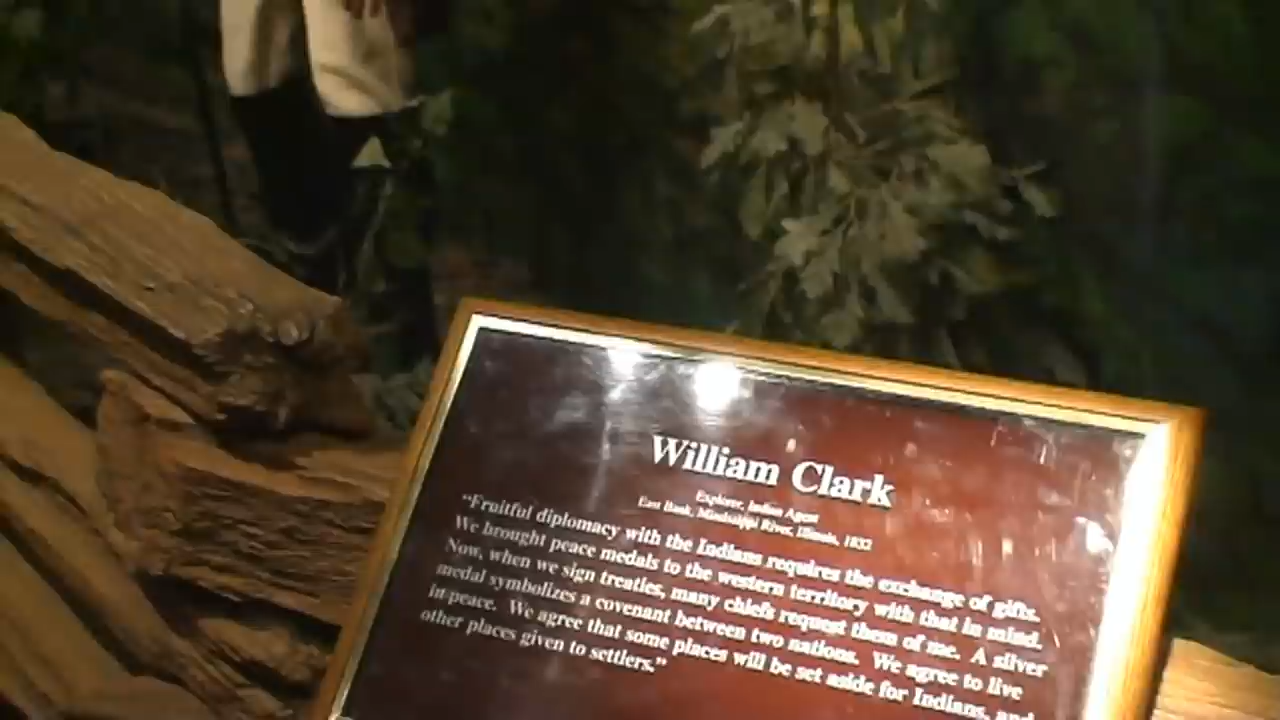 William Clark
Explorer, Indian Agent
East Bank, Mississippi River, Illinois, 1832
“Fruitful diplomacy with the Indians requires the exchange of gifts.
We brought peace medals to the western territory with that in mind.
Now, when we sign treaties, many chiefs request them of me. A silver
medal symbolizes a covenant between two nations. We agree to live
in peace. We agree that some places will be set aside for Indians, and
other places given to settlers.”